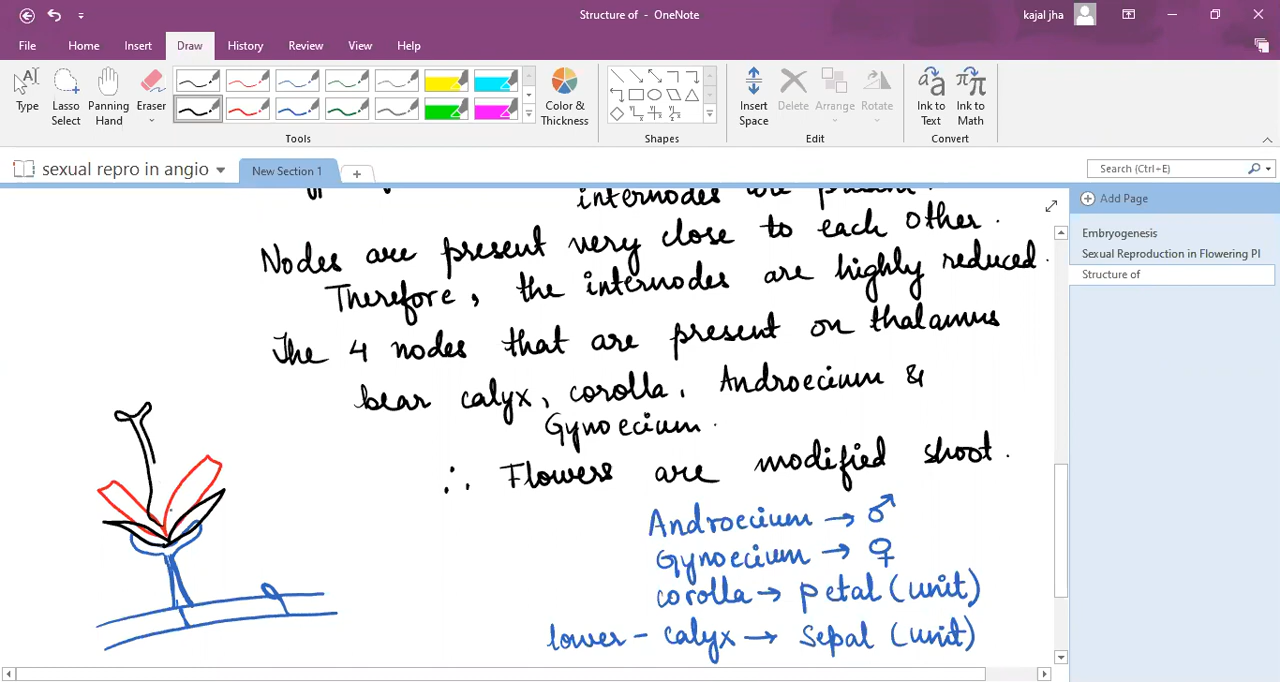 Structure of - OneNote
kajal jha
File Home Insert Draw History Review View Help
Type
Lasso Select
Panning Hand
Eraser
Color & Thickness
Insert Space
Delete
Arrange
Rotate
Ink to Text
Ink to Math
Tools
Shapes
Edit
Convert
sexual repro in angio
New Section 1
Search (Ctrl+E)
Add Page
Embryogenesis
Sexual Reproduction in Flowering Pl
Structure of
internodes are present.
Nodes are present very close to each other.
Therefore, the internodes are highly reduced.
The 4 nodes that are present on thalamus
bear calyx, corolla, Androecium &
Gynoecium.
∴ Flowers are modified shoot.
Androecium → ♂
Gynoecium → ♀
corolla → petal (unit)
lower - calyx → sepal (unit)